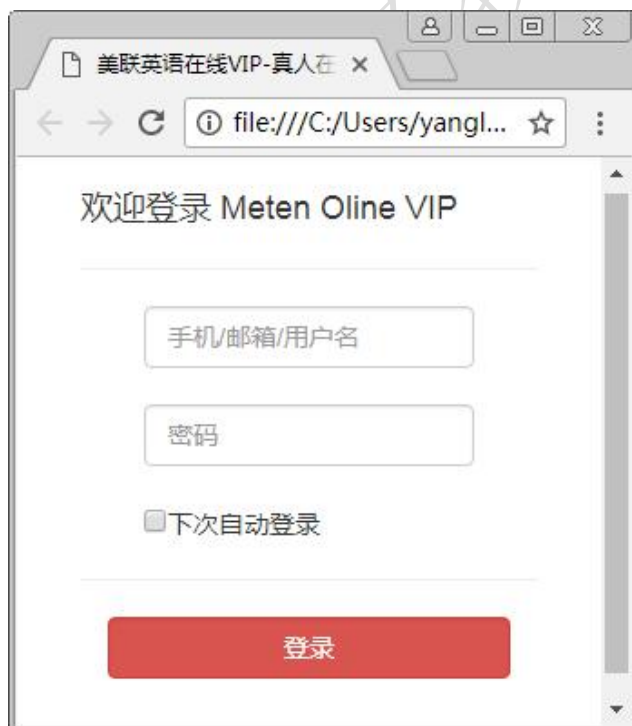 美联英语在线VIP-真人在
file:///C:/Users/yangl...
欢迎登录 Meten Oline VIP
手机/邮箱/用户名
密码
下次自动登录
登录